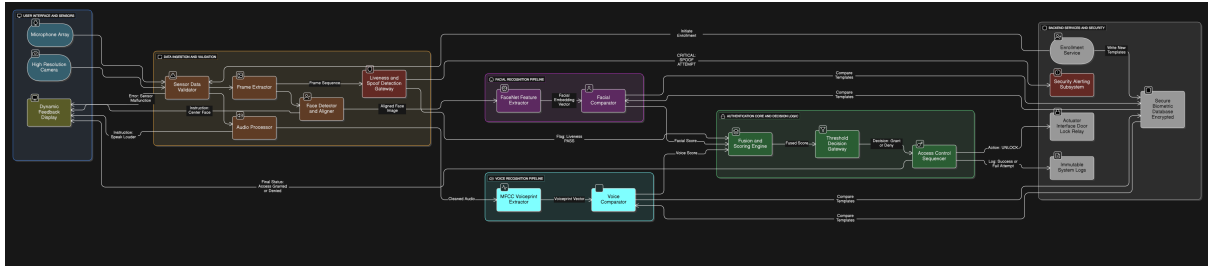 USER INTERFACE AND SENSORS
Microphone Array
High Resolution
Camera
Dynamic
Feedback
Display
Error: Sensor
Malfunction
Instruction:
Center Face
Instruction:
Speak Louder
Final Status:
Access Granted
or Denied
DATA INSERTION AND VALIDATION
Sensor Data
Validator
Frame Extractor
Frame Sequence
Face Detector
and Aligner
Audio Processor
Liveness and
Spoof Detection
Gateway
Aligned Face
Image
Cleaned Audio
Initiate
Enrollment
CRITICAL:
SPOOF
ATTEMPT
FACIAL RECOGNITION PIPELINE
FaceNet Feature
Extractor
Facial
Embedding
Vector
Facial
Comparator
Flag: Liveness
PASS
Facial Score
Voice Score
VOICE RECOGNITION PIPELINE
MFCC Voiceprint
Extractor
Voiceprint Vector
Voice
Comparator
AUTHENTICATION CORE AND DECISION LOGIC
Fusion and
Scoring Engine
Fused Score
Threshold
Decision
Gateway
Decision: Grant
or Deny
Access Control
Sequencer
Compare
Templates
Compare
Templates
Compare
Templates
Compare
Templates
Action: UNLOCK
Log: Success or
Fail Attempt
BACKEND SERVICES AND SECURITY
Enrollment
Service
Write New
Templates
Security Alerting
Subsystem
Actuator
Interface Door
Lock Relay
Immutable
System Logs
Secure
Biometric
Database
Encrypted